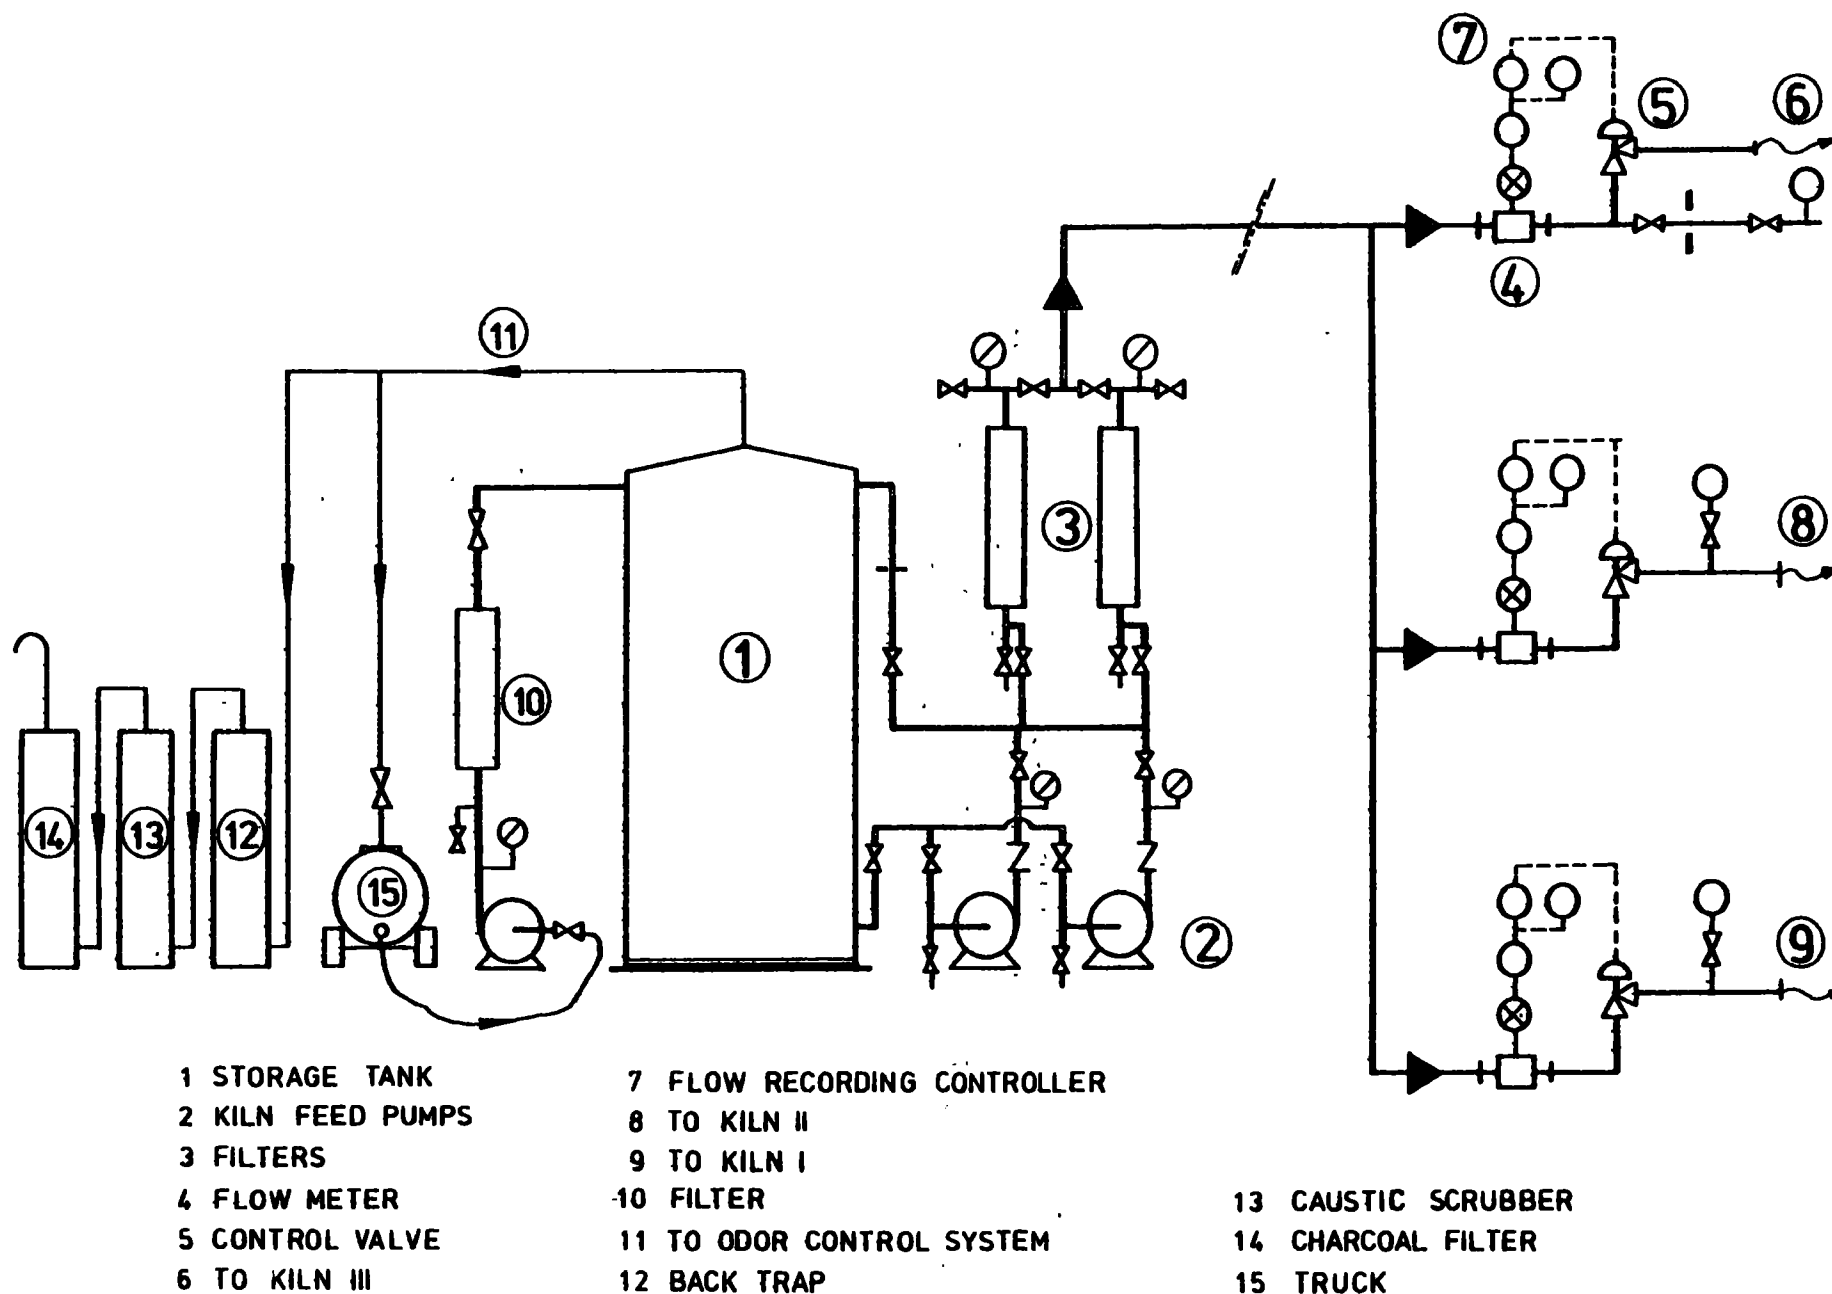 7
5
6
4
11
3
8
1
10
14
13
12
15
2
9
1 STORAGE TANK
2 KILN FEED PUMPS
3 FILTERS
4 FLOW METER
5 CONTROL VALVE
6 TO KILN III
7 FLOW RECORDING CONTROLLER
8 TO KILN II
9 TO KILN I
10 FILTER
11 TO ODOR CONTROL SYSTEM
12 BACK TRAP
13 CAUSTIC SCRUBBER
14 CHARCOAL FILTER
15 TRUCK